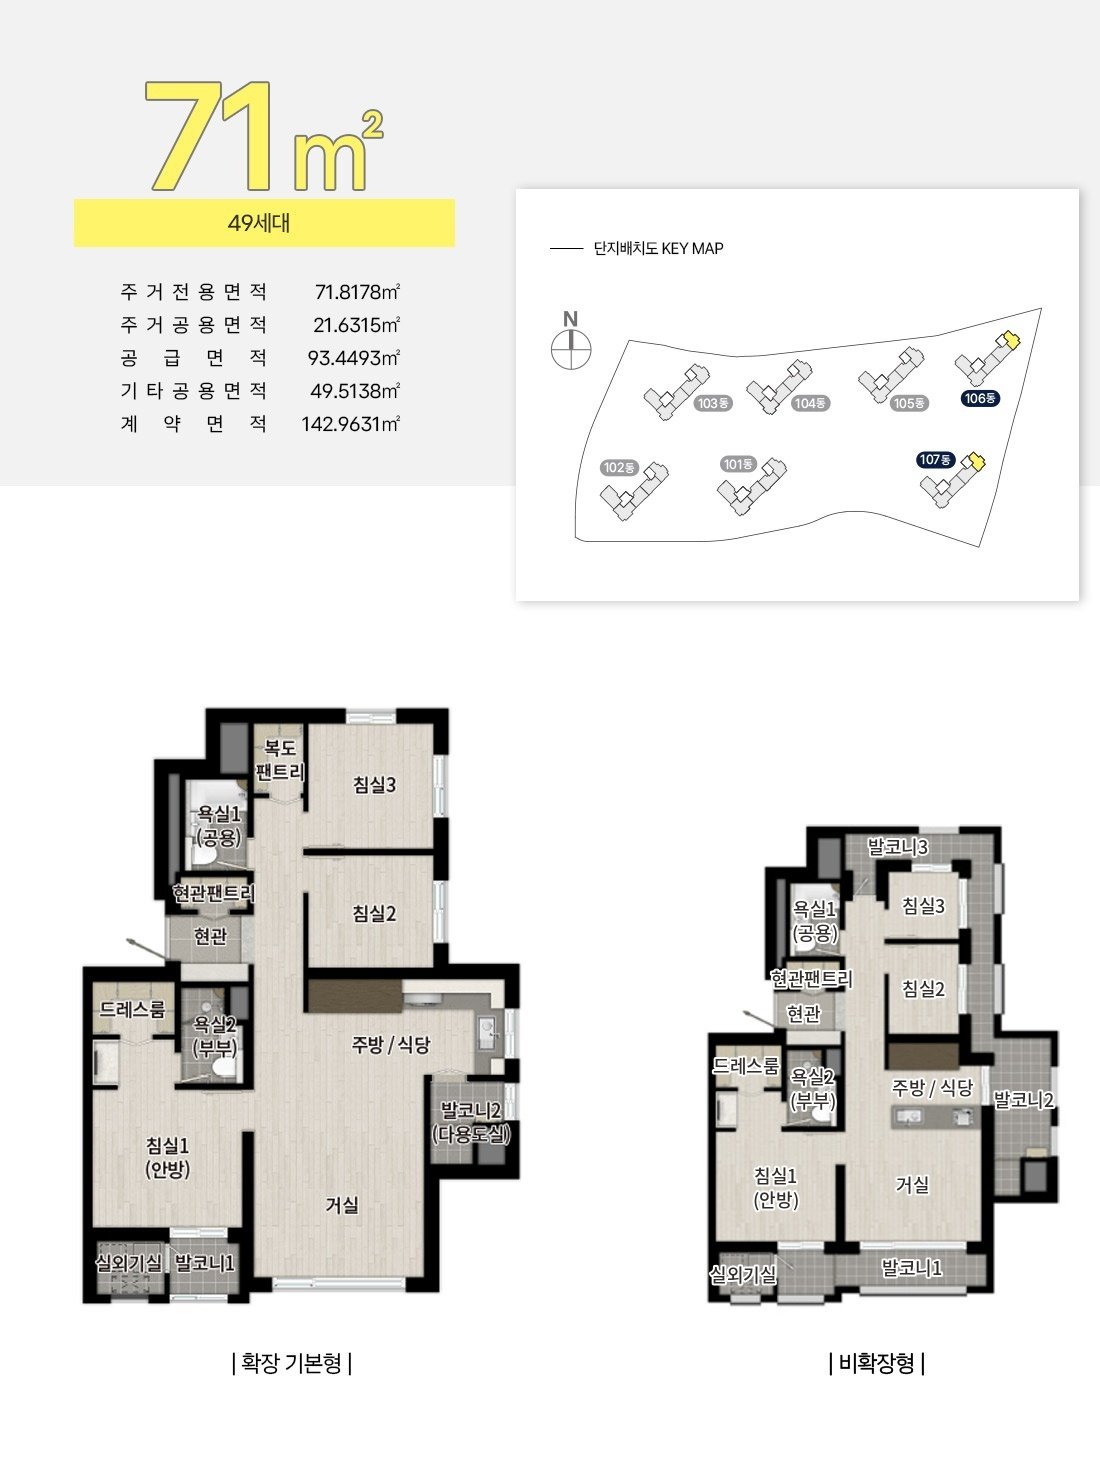 71m²
49세대
주거전용면적 71.8178㎡
주거공용면적 21.6315㎡
공급면적 93.4493㎡
기타공용면적 49.5138㎡
계약면적 142.9631㎡
단지배치도 KEY MAP
N
103동
104동
105동
106동
102동
101동
107동
복도
팬트리
침실3
욕실1
(공용)
현관팬트리
침실2
현관
드레스룸
욕실2
(부부)
주방 / 식당
발코니2
(다용도실)
침실1
(안방)
거실
실외기실
발코니1
| 확장 기본형 |
발코니3
침실3
욕실1
(공용)
현관팬트리
침실2
현관
드레스룸
욕실2
(부부)
주방 / 식당
발코니2
침실1
(안방)
거실
실외기실
발코니1
| 비확장형 |